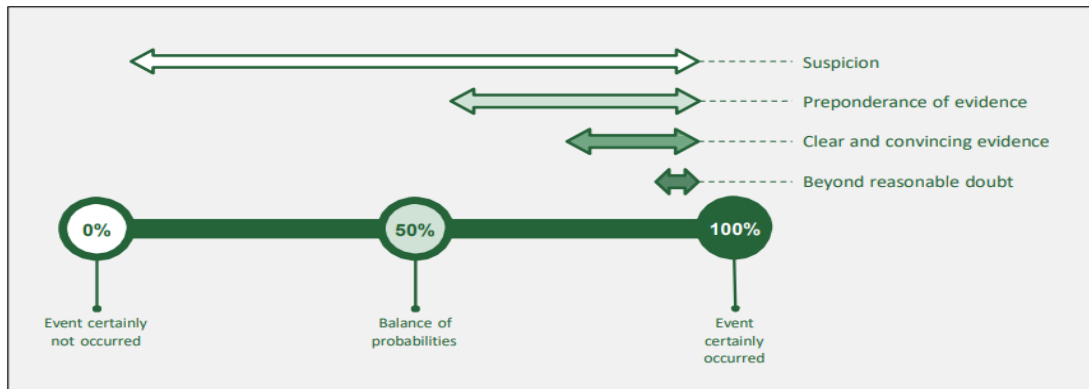 Suspicion
Preponderance of evidence
Clear and convincing evidence
Beyond reasonable doubt
0%
50%
100%
Event certainly
not occurred
Balance of
probabilities
Event
certainly
occurred